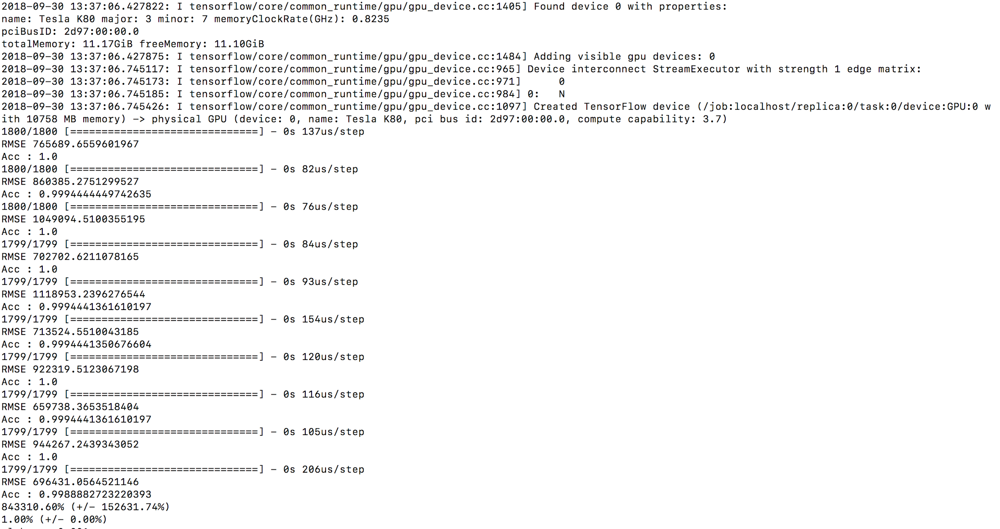 2018-09-30 13:37:06.427822: I tensorflow/core/common_runtime/gpu/gpu_device.cc:1405] Found device 0 with properties:
name: Tesla K80 major: 3 minor: 7 memoryClockRate(GHz): 0.8235
pciBusID: 2d97:00:00.0
totalMemory: 11.17GiB freeMemory: 11.10GiB
2018-09-30 13:37:06.427875: I tensorflow/core/common_runtime/gpu/gpu_device.cc:1484] Adding visible gpu devices: 0
2018-09-30 13:37:06.745117: I tensorflow/core/common_runtime/gpu/gpu_device.cc:965] Device interconnect StreamExecutor with strength 1 edge matrix:
2018-09-30 13:37:06.745173: I tensorflow/core/common_runtime/gpu/gpu_device.cc:971]      0
2018-09-30 13:37:06.745185: I tensorflow/core/common_runtime/gpu/gpu_device.cc:984] 0:   N
2018-09-30 13:37:06.745426: I tensorflow/core/common_runtime/gpu/gpu_device.cc:1097] Created TensorFlow device (/job:localhost/replica:0/task:0/device:GPU:0 w
ith 10758 MB memory) -> physical GPU (device: 0, name: Tesla K80, pci bus id: 2d97:00:00.0, compute capability: 3.7)
1800/1800 [==============================] - 0s 137us/step
RMSE 765689.6559601967
Acc : 1.0
1800/1800 [==============================] - 0s 82us/step
RMSE 860385.2751299527
Acc : 0.9994444449742635
1800/1800 [==============================] - 0s 76us/step
RMSE 1049094.5100355195
Acc : 1.0
1799/1799 [==============================] - 0s 84us/step
RMSE 702702.6211078165
Acc : 1.0
1799/1799 [==============================] - 0s 93us/step
RMSE 1118953.2396276544
Acc : 0.9994441361610197
1799/1799 [==============================] - 0s 154us/step
RMSE 713524.5510043185
Acc : 0.9994441350676604
1799/1799 [==============================] - 0s 120us/step
RMSE 922319.5123067198
Acc : 1.0
1799/1799 [==============================] - 0s 116us/step
RMSE 659738.3653518404
Acc : 0.9994441361610197
1799/1799 [==============================] - 0s 105us/step
RMSE 944267.2439343052
Acc : 1.0
1799/1799 [==============================] - 0s 206us/step
RMSE 696431.0564521146
Acc : 0.9988882723220393
843310.60% (+/- 152631.74%)
1.00% (+/- 0.00%)